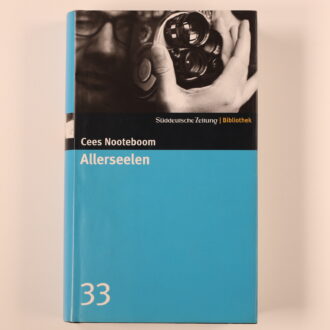 Süddeutsche Zeitung | Bibliothek
Cees Nooteboom
Allerseelen
33